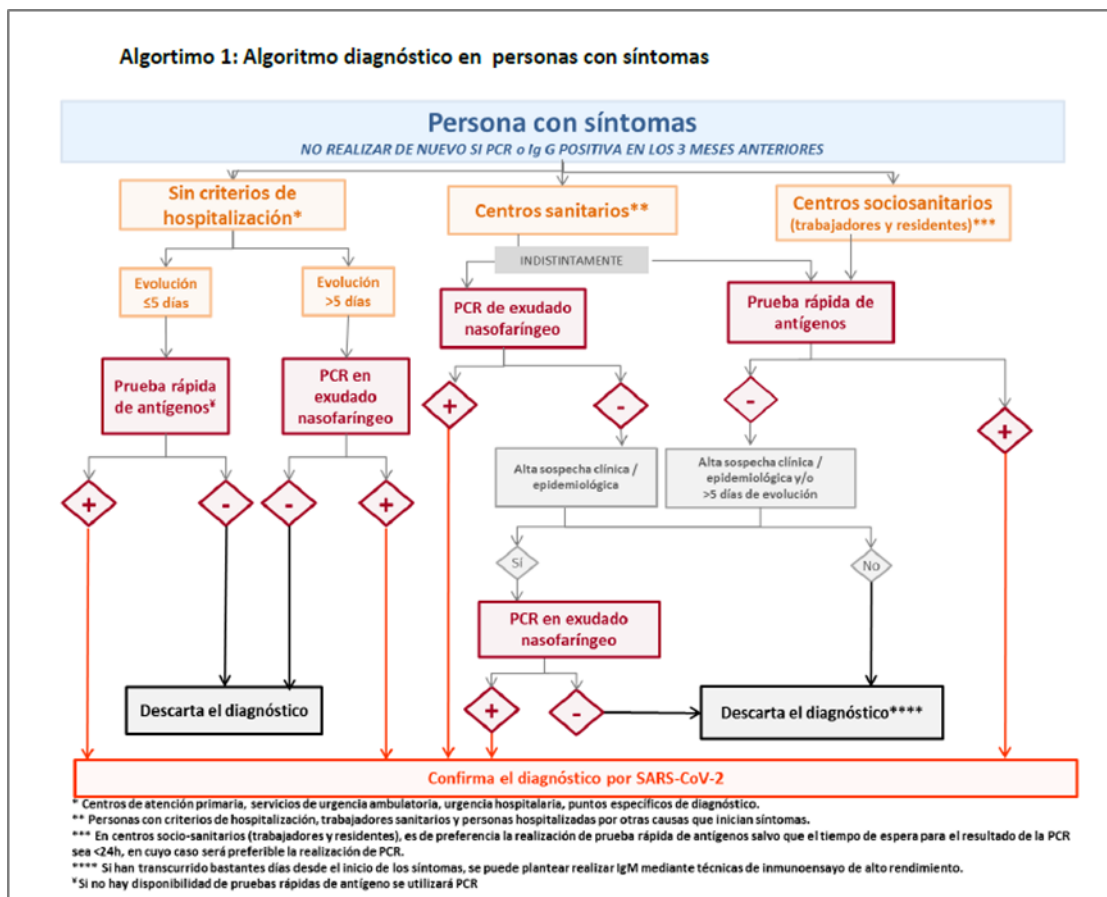 Algortimo 1: Algoritmo diagnóstico en personas con síntomas
Persona con síntomas
NO REALIZAR DE NUEVO SI PCR o Ig G POSITIVA EN LOS 3 MESES ANTERIORES
Sin criterios de
hospitalización*
Centros sanitarios**
Centros sociosanitarios
(trabajadores y residentes)***
INDISTINTAMENTE
Evolución
≤5 días
Evolución
>5 días
PCR de exudado
nasofaríngeo
Prueba rápida de
antígenos
Prueba rápida
de antígenos¥
PCR en
exudado
nasofaríngeo
+
-
-
+
+
-
-
+
Alta sospecha clínica /
epidemiológica
Alta sospecha clínica /
epidemiológica y/o
>5 días de evolución
Sí
No
PCR en exudado
nasofaríngeo
+
-
Descarta el diagnóstico
Descarta el diagnóstico****
Confirma el diagnóstico por SARS-CoV-2
* Centros de atención primaria, servicios de urgencia ambulatoria, urgencia hospitalaria, puntos específicos de diagnóstico.
** Personas con criterios de hospitalización, trabajadores sanitarios y personas hospitalizadas por otras causas que inician síntomas.
*** En centros socio-sanitarios (trabajadores y residentes), es de preferencia la realización de prueba rápida de antígenos salvo que el tiempo de espera para el resultado de la PCR
sea <24h, en cuyo caso será preferible la realización de PCR.
**** Si han transcurrido bastantes días desde el inicio de los síntomas, se puede plantear realizar IgM mediante técnicas de inmunoensayo de alto rendimiento.
¥Si no hay disponibilidad de pruebas rápidas de antígeno se utilizará PCR